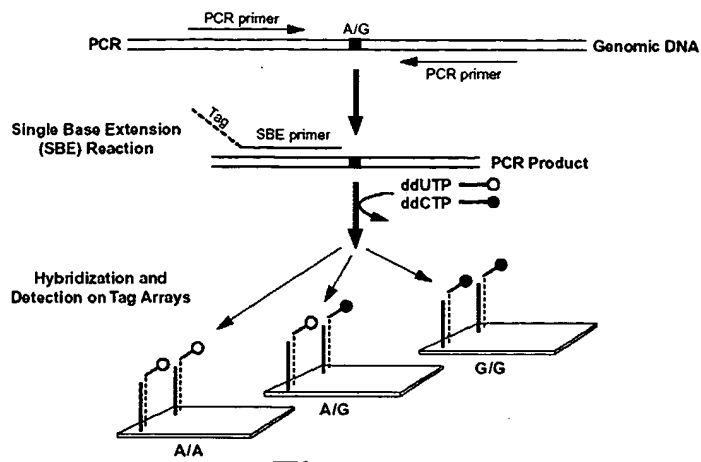 PCR primer
A/G
PCR
Genomic DNA
PCR primer
Tag
Single Base Extension
(SBE) Reaction
SBE primer
PCR Product
ddUTP
ddCTP
Hybridization and
Detection on Tag Arrays
G/G
A/G
A/A